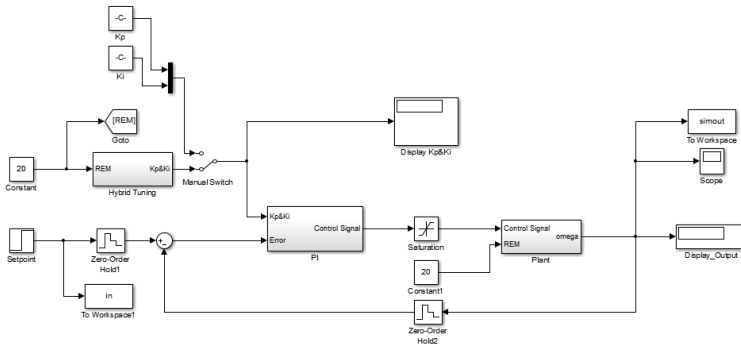 -C-
Kp
-C-
Ki
[REM]
Goto
20
Constant
REM
Kp&Ki
Hybrid Tuning
Manual Switch
Display Kp&Ki
simout
To Workspace
Scope
Setpoint
Zero-Order
Hold1
in
To Workspace1
+
-
Kp&Ki
Error
Control Signal
PI
Saturation
20
Constant1
Control Signal
REM
omega
Plant
Display_Output
Zero-Order
Hold2